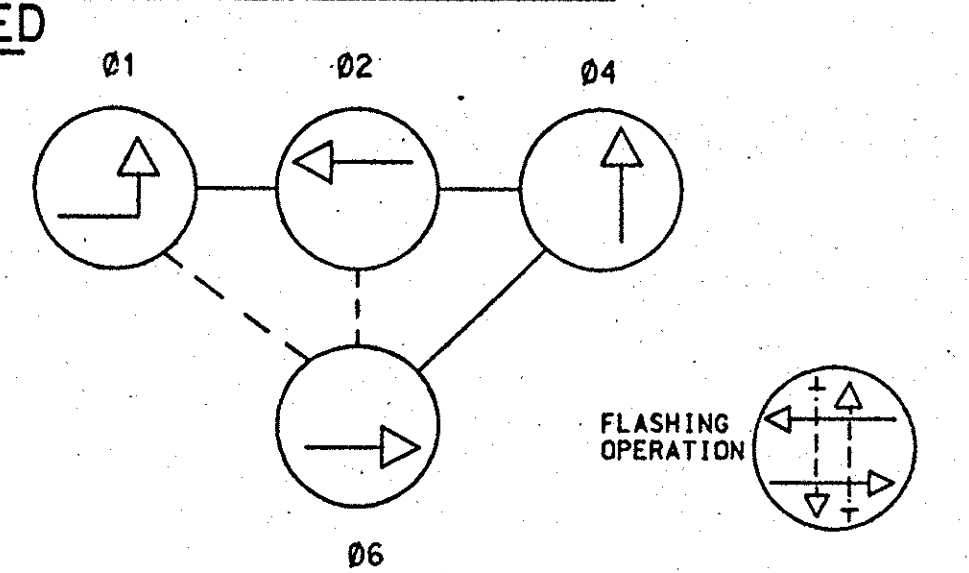 ED
Ø1
Ø2
Ø4
FLASHING
OPERATION
Ø6